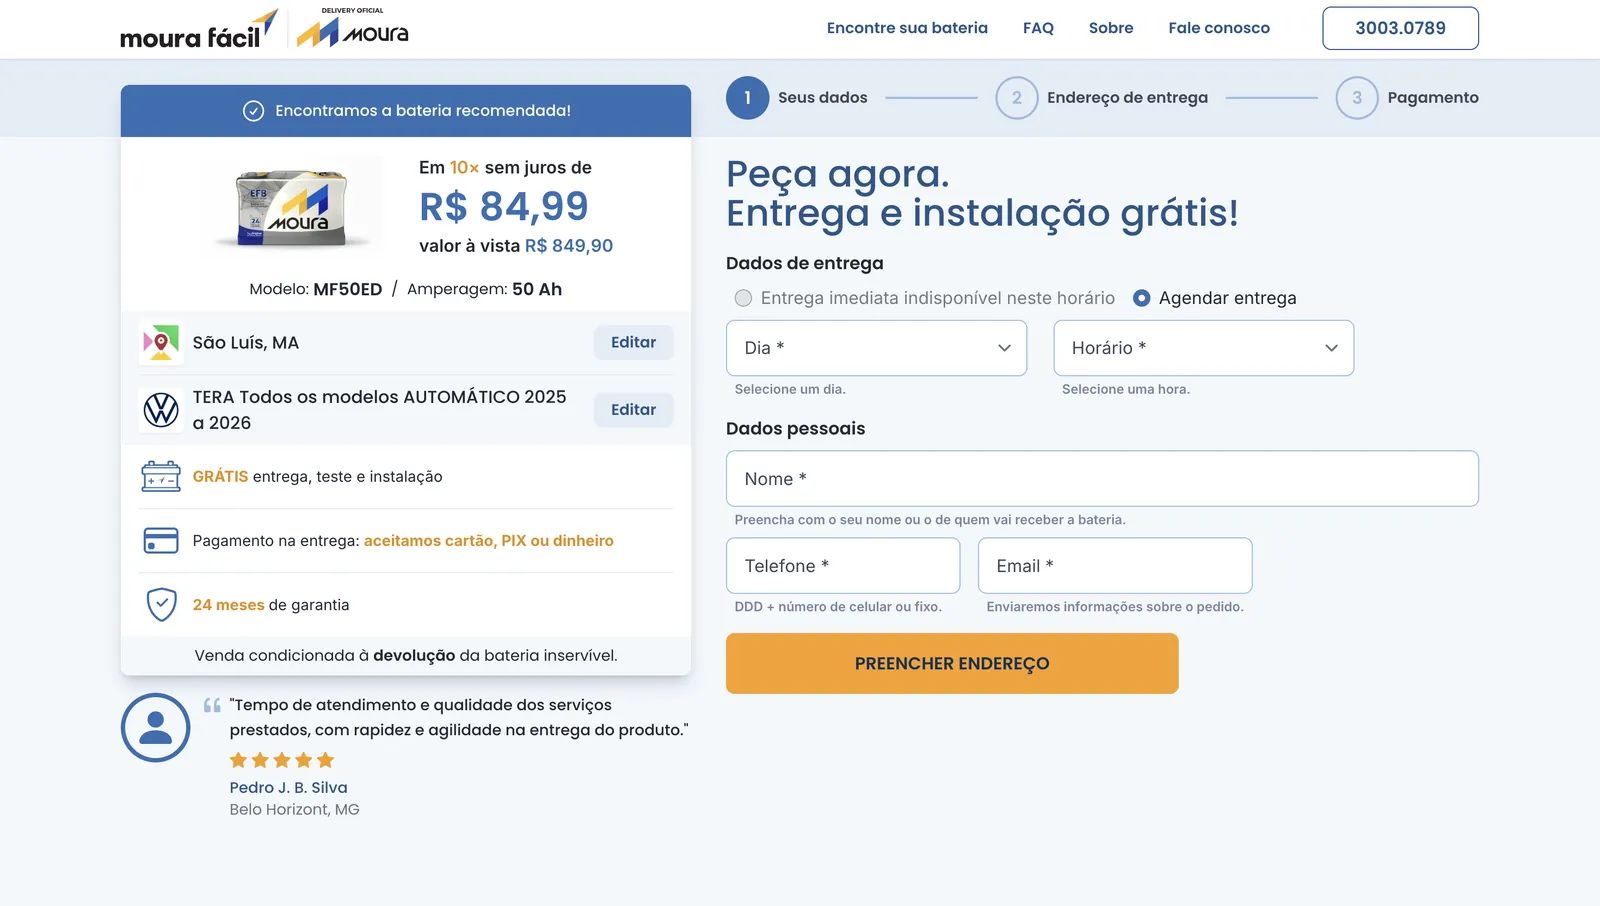 moura fácil
DELIVERY OFICIAL
Moura
Encontre sua bateria
FAQ
Sobre
Fale conosco
3003.0789
Encontramos a bateria recomendada!
EFB
Moura
Em 10x sem juros de
R$ 84,99
valor à vista R$ 849,90
Modelo: MF50ED / Amperagem: 50 Ah
São Luís, MA
Editar
TERA Todos os modelos AUTOMÁTICO 2025
a 2026
Editar
GRÁTIS entrega, teste e instalação
Pagamento na entrega: aceitamos cartão, PIX ou dinheiro
24 meses de garantia
Venda condicionada à devolução da bateria inservível.
"Tempo de atendimento e qualidade dos serviços
prestados, com rapidez e agilidade na entrega do produto."
Pedro J. B. Silva
Belo Horizont, MG
1 Seus dados
2 Endereço de entrega
3 Pagamento
Peça agora.
Entrega e instalação grátis!
Dados de entrega
Entrega imediata indisponível neste horário
Agendar entrega
Dia *
Horário *
Selecione um dia.
Selecione uma hora.
Dados pessoais
Nome *
Preencha com o seu nome ou o de quem vai receber a bateria.
Telefone *
Email *
DDD + número de celular ou fixo.
Enviaremos informações sobre o pedido.
PREENCHER ENDEREÇO